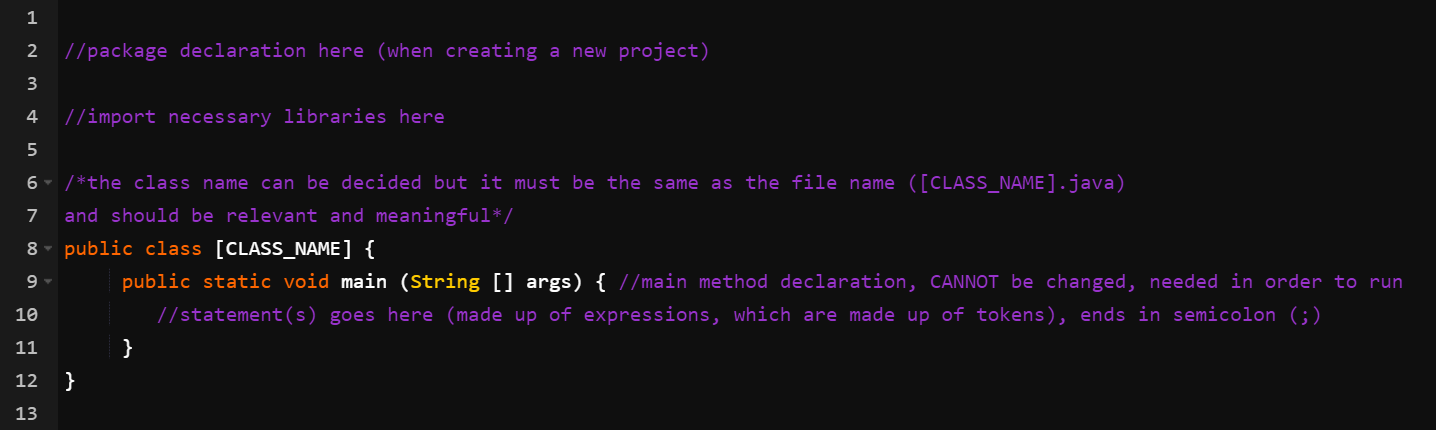 1
2 //package declaration here (when creating a new project)
3
4 //import necessary libraries here
5
6 /*the class name can be decided but it must be the same as the file name ([CLASS_NAME].java)
7 and should be relevant and meaningful*/
8 public class [CLASS_NAME] {
9 public static void main (String [] args) { //main method declaration, CANNOT be changed, needed in order to run
10 //statement(s) goes here (made up of expressions, which are made up of tokens), ends in semicolon (;)
11 }
12 }
13